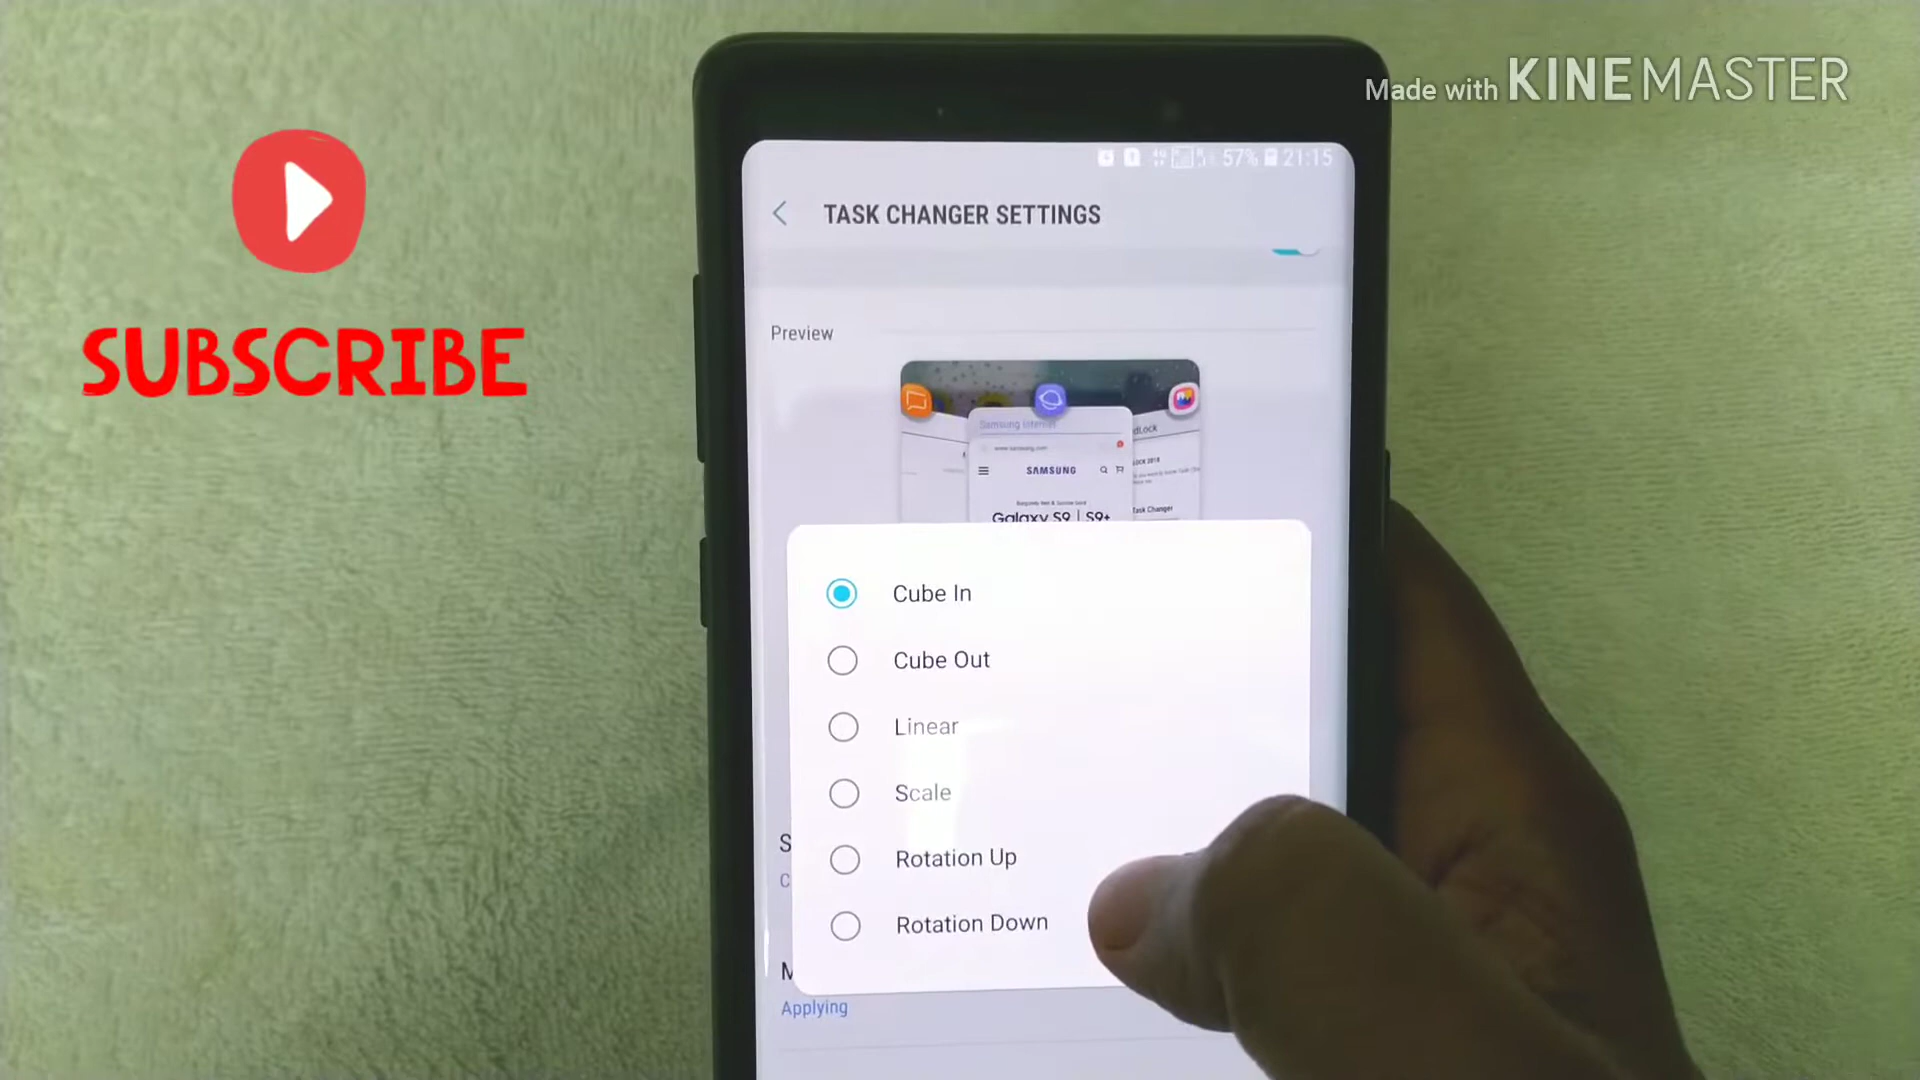 Made with KINEMASTER
SUBSCRIBE
57% 21:15
TASK CHANGER SETTINGS
Preview
Samsung Internet
www.samsung.com
SAMSUNG
Galaxy S9 | S9+
Task Changer
Cube In
Cube Out
Linear
Scale
Rotation Up
Rotation Down
Applying